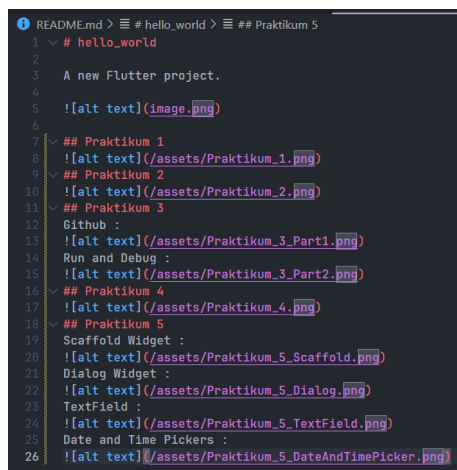 README.md > # hello_world > ## Praktikum 5
1 # hello_world
2
3 A new Flutter project.
4
5 ![alt text](image.png)
6
7 ## Praktikum 1
8 ![alt text](/assets/Praktikum_1.png)
9 ## Praktikum 2
10 ![alt text](/assets/Praktikum_2.png)
11 ## Praktikum 3
12 Github :
13 ![alt text](/assets/Praktikum_3_Part1.png)
14 Run and Debug :
15 ![alt text](/assets/Praktikum_3_Part2.png)
16 ## Praktikum 4
17 ![alt text](/assets/Praktikum_4.png)
18 ## Praktikum 5
19 Scaffold Widget :
20 ![alt text](/assets/Praktikum_5_Scaffold.png)
21 Dialog Widget :
22 ![alt text](/assets/Praktikum_5_Dialog.png)
23 TextField :
24 ![alt text](/assets/Praktikum_5_TextField.png)
25 Date and Time Pickers :
26 ![alt text](/assets/Praktikum_5_DateAndTimePicker.png)